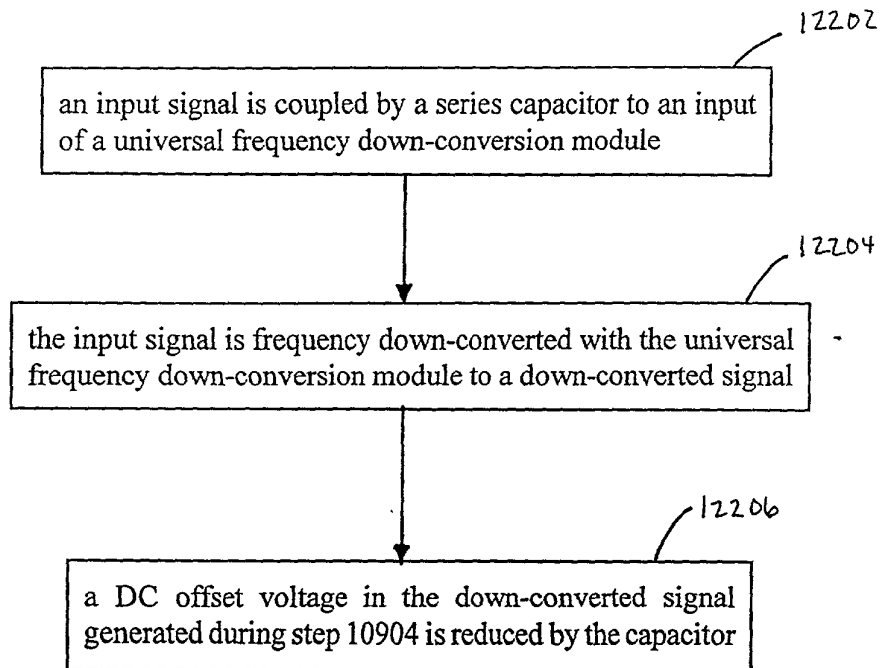 12202
an input signal is coupled by a series capacitor to an input
of a universal frequency down-conversion module
12204
the input signal is frequency down-converted with the universal
frequency down-conversion module to a down-converted signal
12206
a DC offset voltage in the down-converted signal
generated during step 10904 is reduced by the capacitor